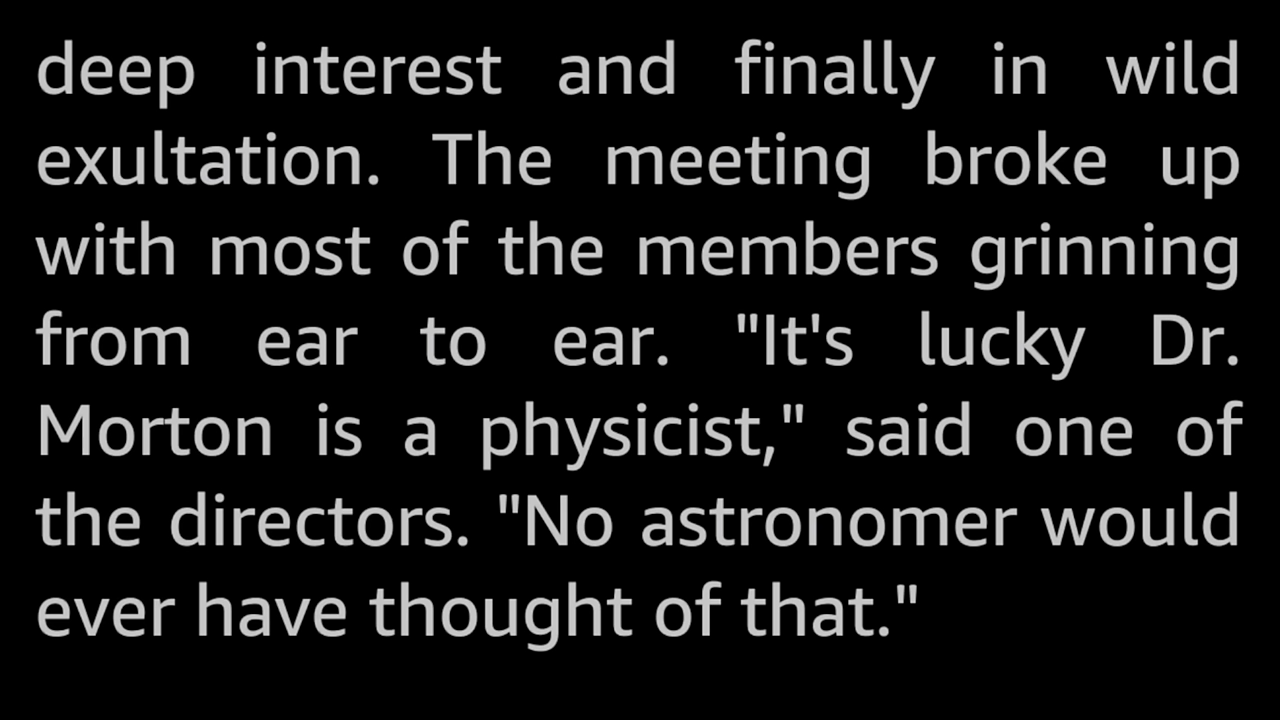 deep interest and finally in wild
exultation. The meeting broke up
with most of the members grinning
from ear to ear. "It's lucky Dr.
Morton is a physicist," said one of
the directors. "No astronomer would
ever have thought of that."